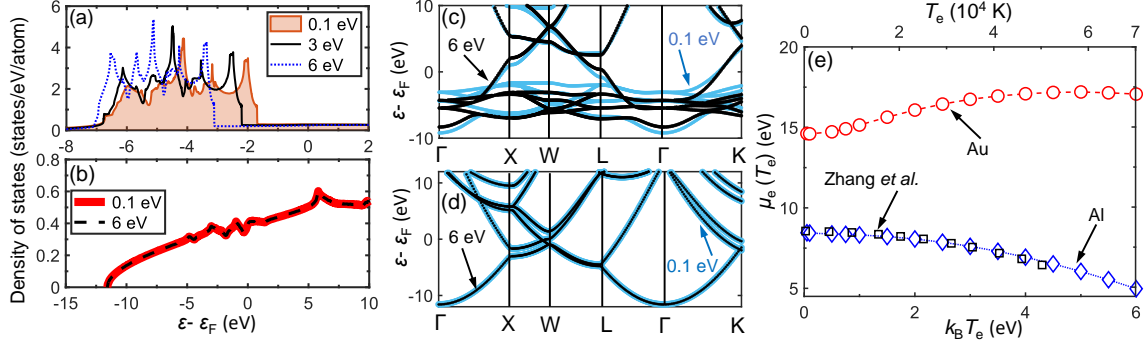 (a)
0.1 eV
3 eV
6 eV
6
4
2
0
-8 -6 -4 -2 0 2
Density of states (states/eV/atom)
(b)
0.1 eV
6 eV
0.8
0.6
0.4
0.2
0
-15 -10 -5 0 5 10
ε- εF (eV)
(c)
6 eV
0.1 eV
10
0
-10
ε- εF (eV)
Γ X W L Γ K
(d)
6 eV
0.1 eV
10
0
-10
ε- εF (eV)
Γ X W L Γ K
Te (10⁴ K)
0 1 2 3 4 5 6 7
(e)
20
15
10
5
μe (Te) (eV)
Au
Zhang et al.
Al
0 2 4 6
kBTe (eV)